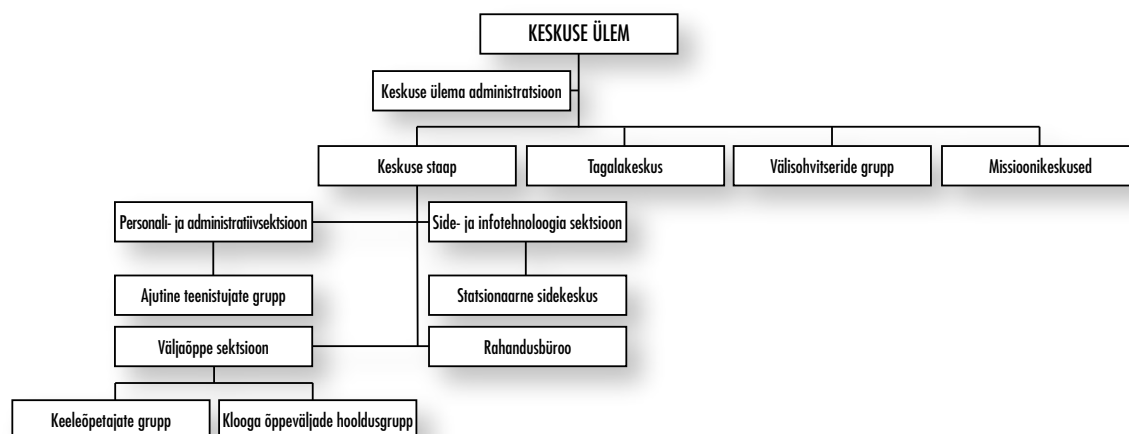 KESKUSE ÜLEM
Keskuse ülema administratsioon
Keskuse staap
Tagalakeskus
Välisohvitseride grupp
Missioonikeskused
Personali- ja administratiivsektsioon
Side- ja infotehnoloogia sektsioon
Ajutine teenistujate grupp
Statsionaarne sidekeskus
Väljaõppe sektsioon
Rahandusbüroo
Keeleõpetajate grupp
Klooga õppeväljade hooldusgrupp